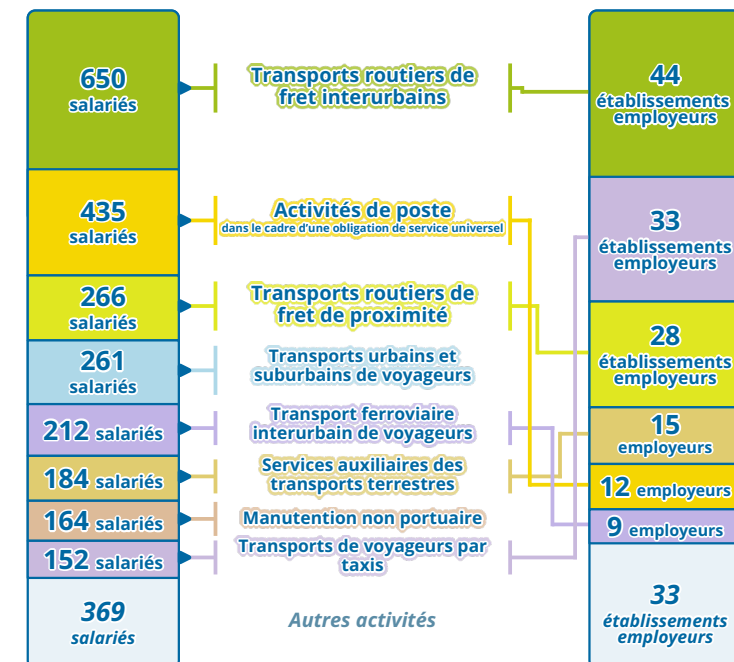 650
salariés
435
salariés
266
salariés
261
salariés
212 salariés
184 salariés
164 salariés
152 salariés
369
salariés
Transports routiers de
fret interurbains
Activités de poste
dans le cadre d'une obligation de service universel
Transports routiers de
fret de proximité
Transports urbains et
suburbains de voyageurs
Transport ferroviaire
interurbain de voyageurs
Services auxiliaires des
transports terrestres
Manutention non portuaire
Transports de voyageurs par
taxis
Autres activités
44
établissements
employeurs
33
établissements
employeurs
28
établissements
employeurs
15
employeurs
12 employeurs
9 employeurs
33
établissements
employeurs